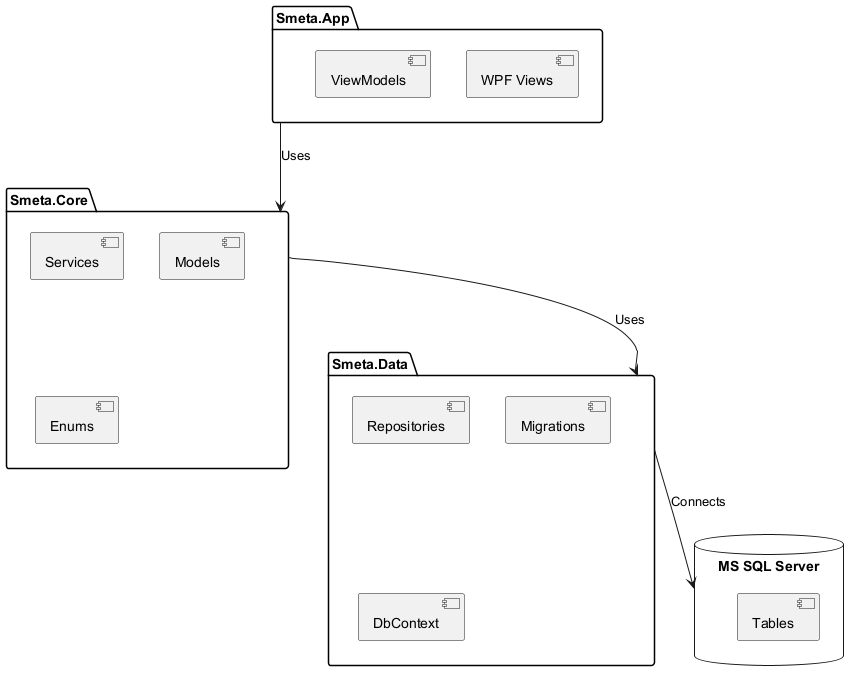 Smeta.App
ViewModels
WPF Views
Uses
Smeta.Core
Services
Models
Uses
Smeta.Data
Enums
Repositories
Migrations
Connects
MS SQL Server
DbContext
Tables